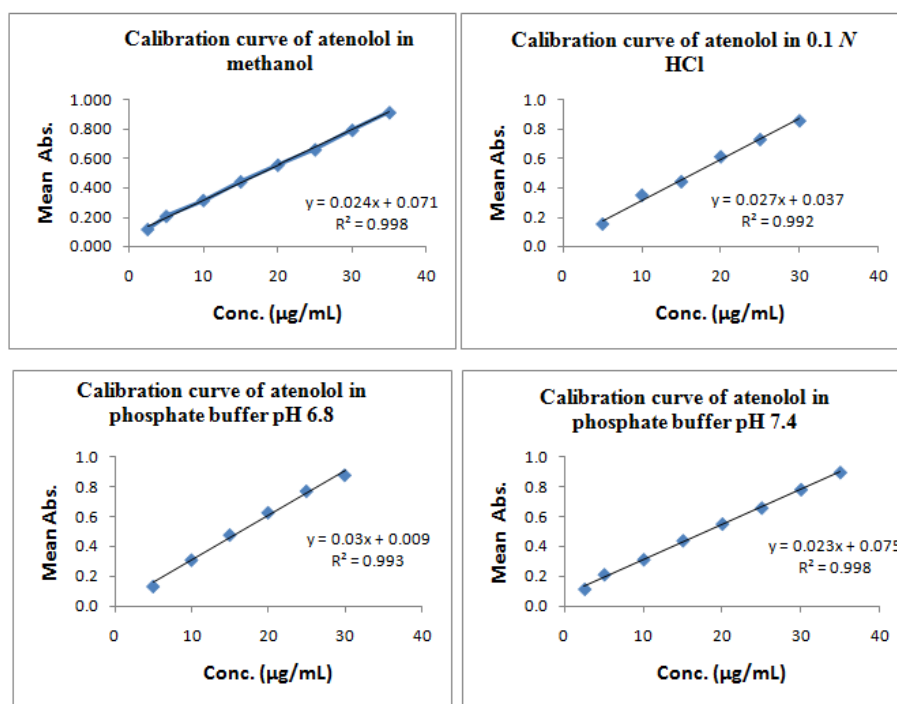 Calibration curve of atenolol in
methanol
1.000
0.800
0.600
0.400
0.200
0.000
Mean Abs.
y = 0.024x + 0.071
R² = 0.998
0 10 20 30 40
Conc. (µg/mL)
Calibration curve of atenolol in 0.1 N
HCl
1.0
0.8
0.6
0.4
0.2
0.0
Mean Abs.
y = 0.027x + 0.037
R² = 0.992
0 10 20 30 40
Conc. (µg/mL)
Calibration curve of atenolol in
phosphate buffer pH 6.8
1.0
0.8
0.6
0.4
0.2
0.0
Mean Abs.
y = 0.03x + 0.009
R² = 0.993
0 10 20 30 40
Conc. (µg/mL)
Calibration curve of atenolol in
phosphate buffer pH 7.4
1.0
0.8
0.6
0.4
0.2
0.0
Mean Abs.
y = 0.023x + 0.075
R² = 0.998
0 10 20 30 40
Conc. (µg/mL)